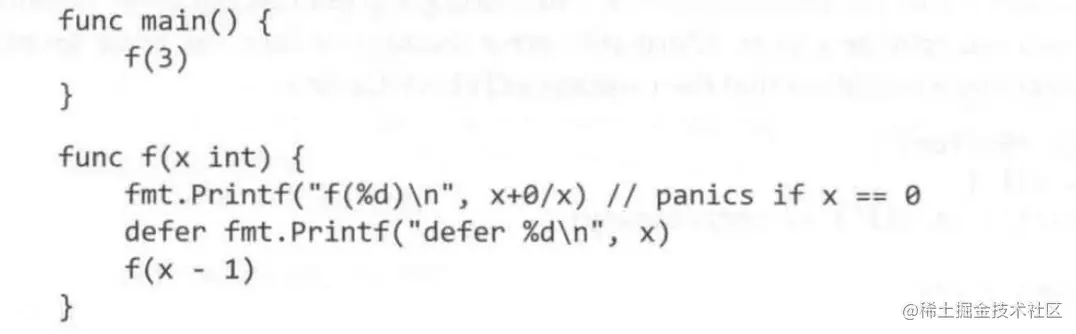 func main() {
    f(3)
}

func f(x int) {
    fmt.Printf("f(%d)\n", x+0/x) // panics if x == 0
    defer fmt.Printf("defer %d\n", x)
    f(x - 1)
}
@稀土掘金技术社区